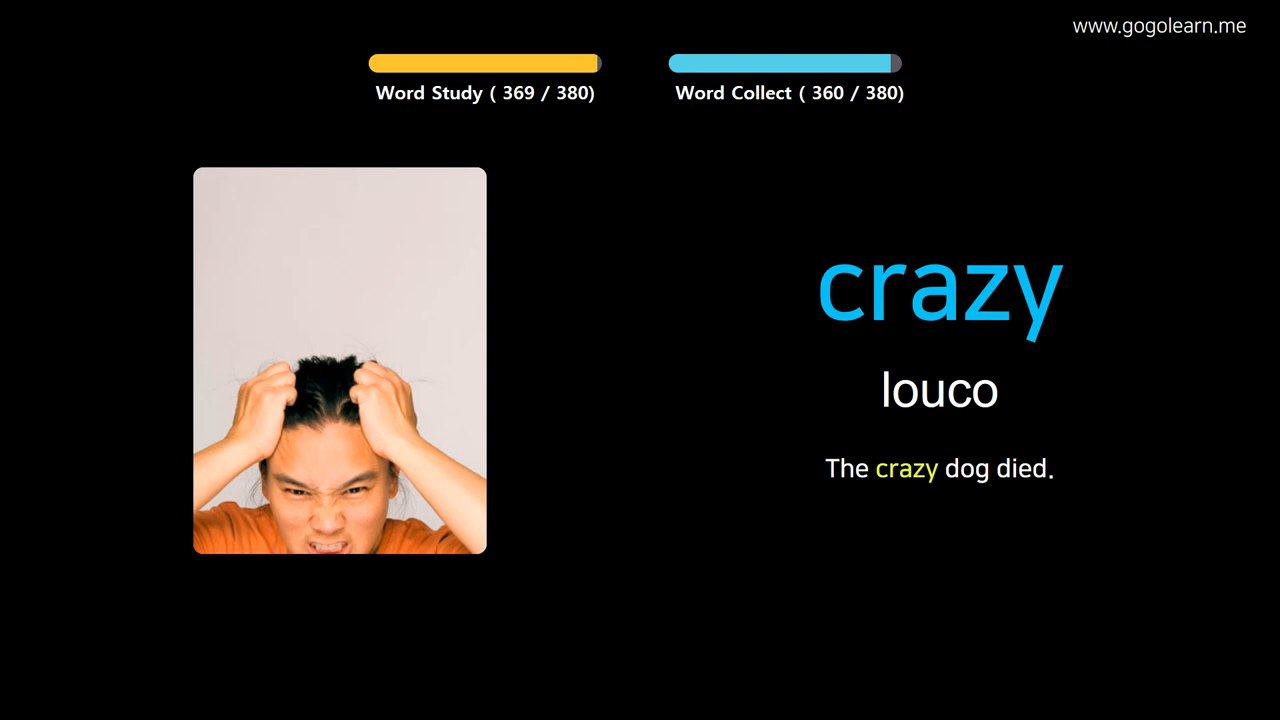 www.gogolearn.me
Word Study ( 369 / 380)
Word Collect ( 360 / 380)
crazy
louco
The crazy dog died.